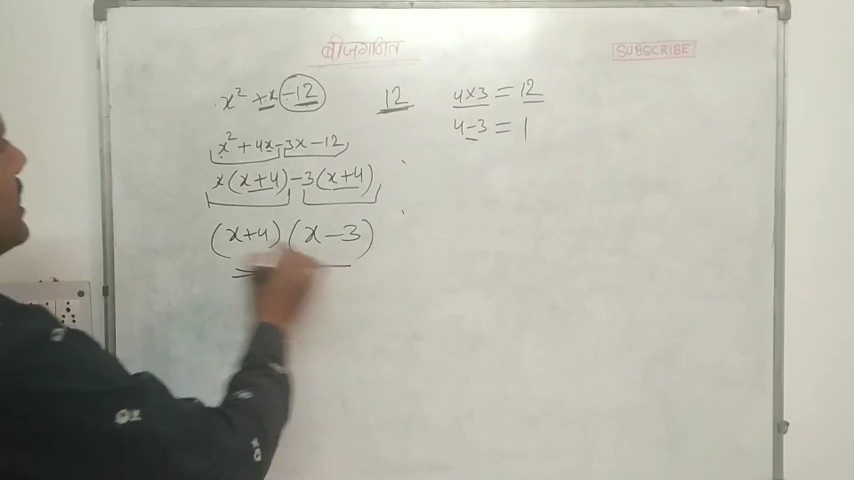 बीजगणित
SUBSCRIBE
x² + x - 12
12
4×3 = 12
4-3 = 1
x² + 4x - 3x - 12
x(x+4) - 3(x+4)
(x+4)(x-3)